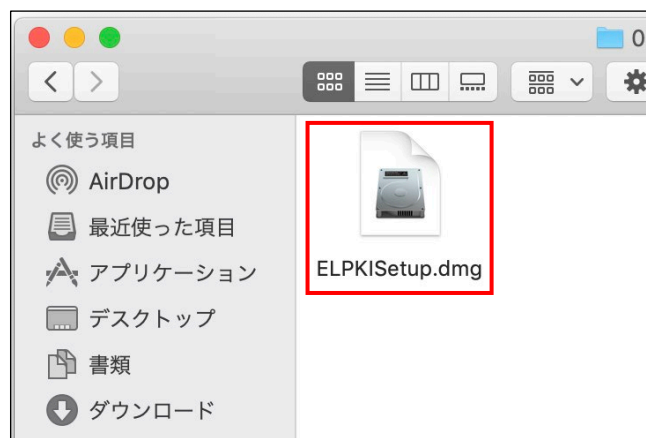 0
よく使う項目
AirDrop
最近使った項目
アプリケーション
ELPKISetup.dmg
デスクトップ
書類
ダウンロード